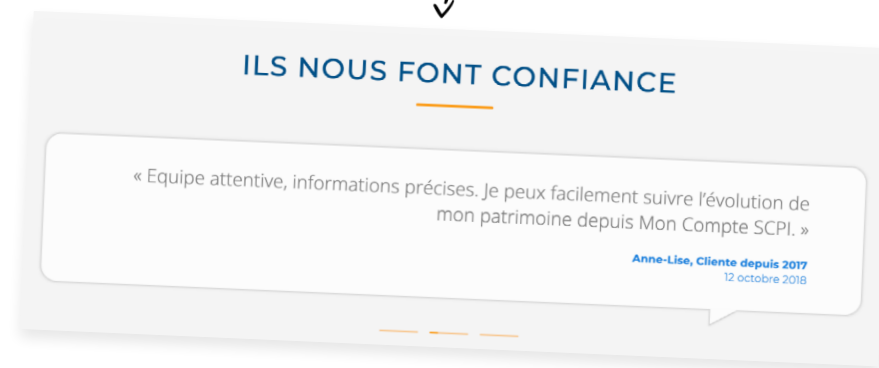 ILS NOUS FONT CONFIANCE
« Equipe attentive, informations précises. Je peux facilement suivre l’évolution de
mon patrimoine depuis Mon Compte SCPI. »
Anne-Lise, Cliente depuis 2017
12 octobre 2018